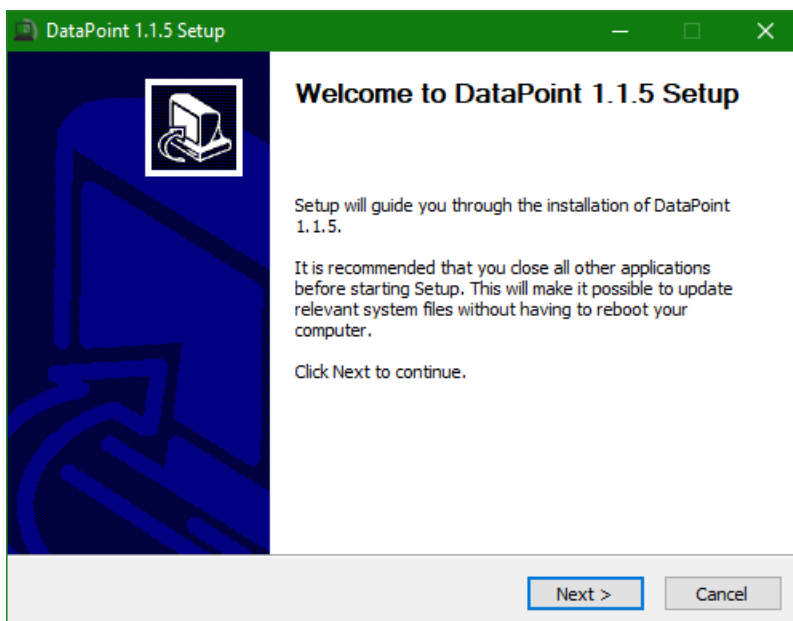 DataPoint 1.1.5 Setup
Welcome to DataPoint 1.1.5 Setup
Setup will guide you through the installation of DataPoint
1.1.5.
It is recommended that you close all other applications
before starting Setup. This will make it possible to update
relevant system files without having to reboot your
computer.
Click Next to continue.
Next >
Cancel